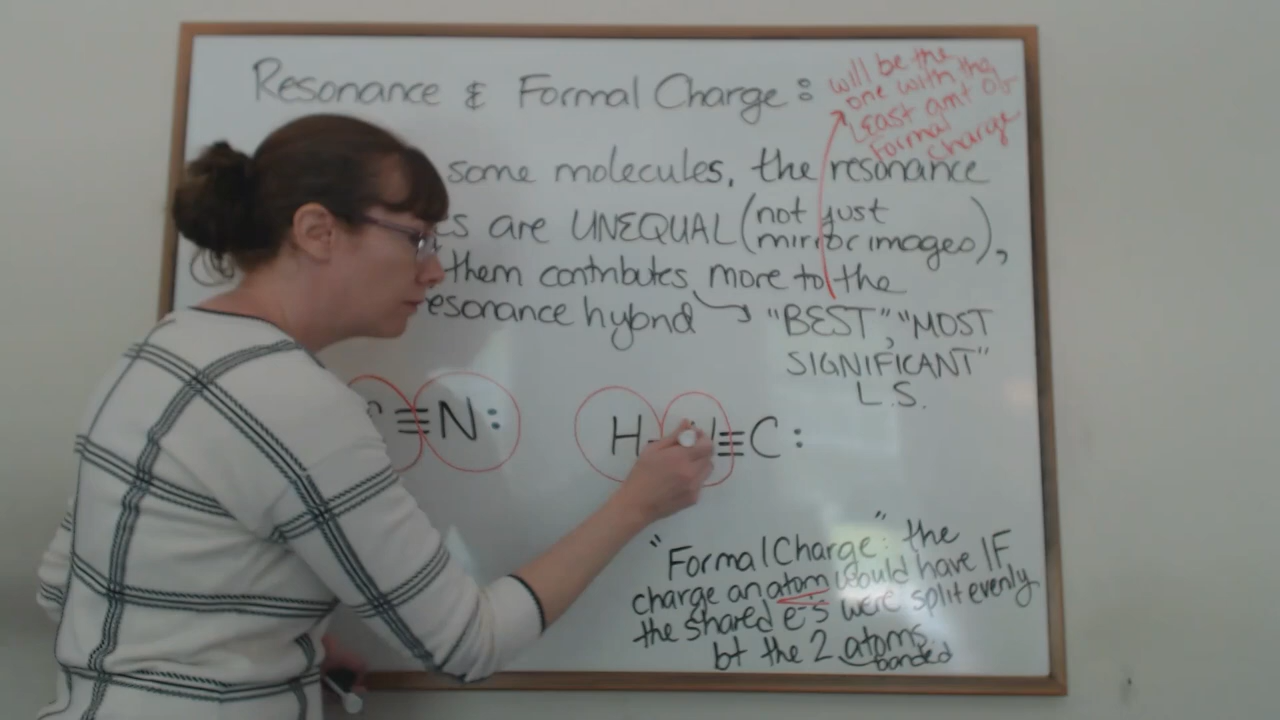 Resonance & Formal Charge:
will be the
one with the
least amt of
formal
charge
some molecules, the resonance
s are UNEQUAL (not just
mirror images),
them contributes more to the
resonance hybrid → "BEST", "MOST
SIGNIFICANT"
L.S.
≡N:
H-N≡C:
"Formal Charge": the
charge an atom would have IF
the shared e-s were split evenly
bt the 2 atoms.
bonded